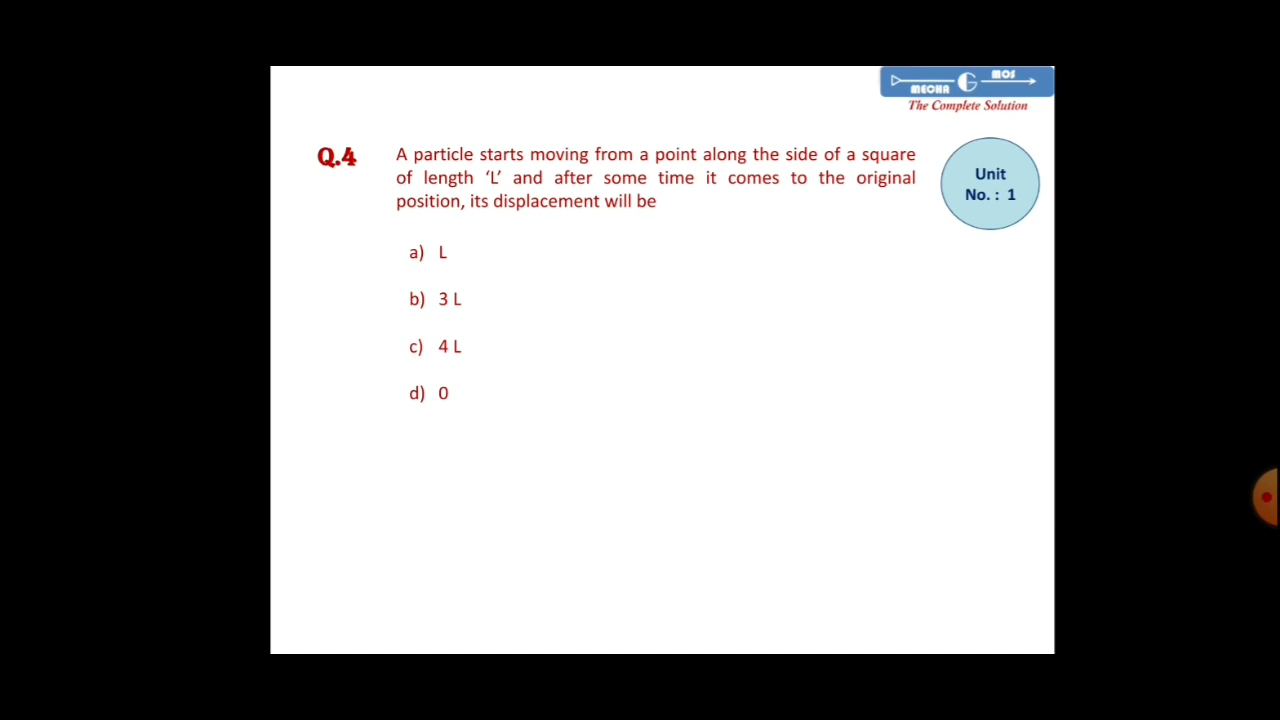 MECHA G MOS
The Complete Solution
Q.4 A particle starts moving from a point along the side of a square
of length ‘L’ and after some time it comes to the original
position, its displacement will be
Unit
No. : 1
a) L
b) 3 L
c) 4 L
d) 0